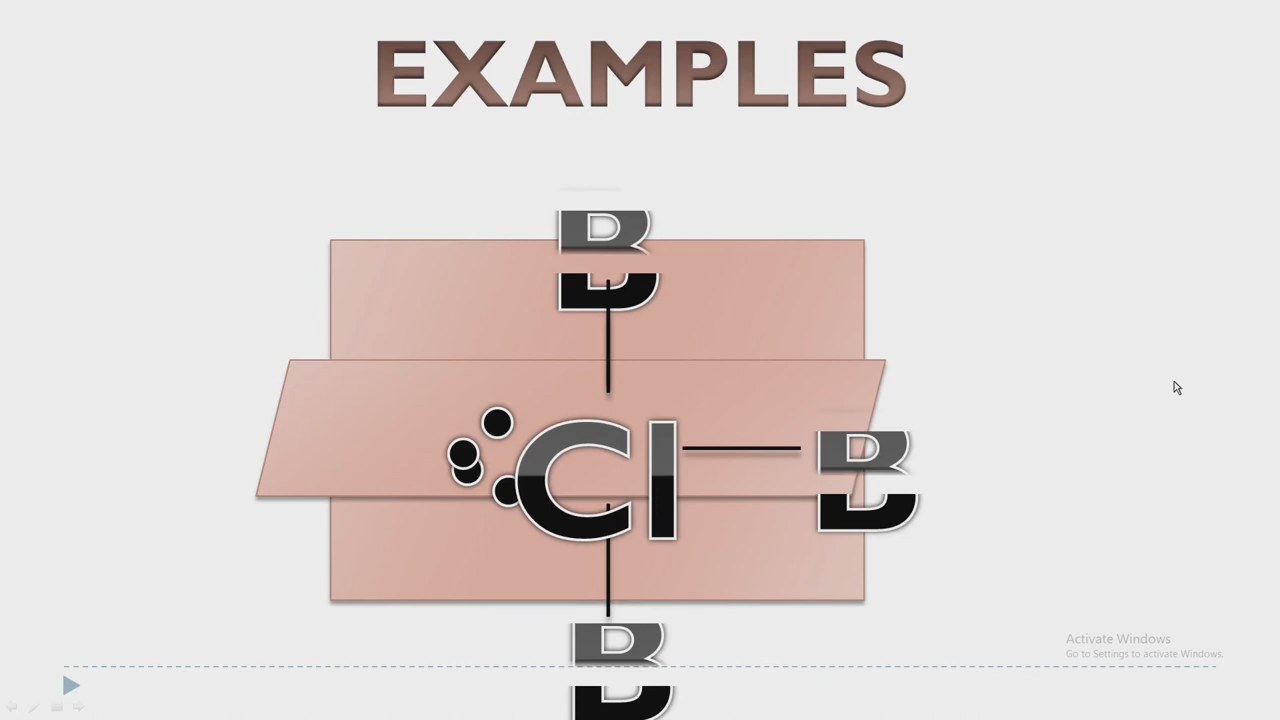 EXAMPLES
B
Cl
B
B
Activate Windows
Go to Settings to activate Windows.